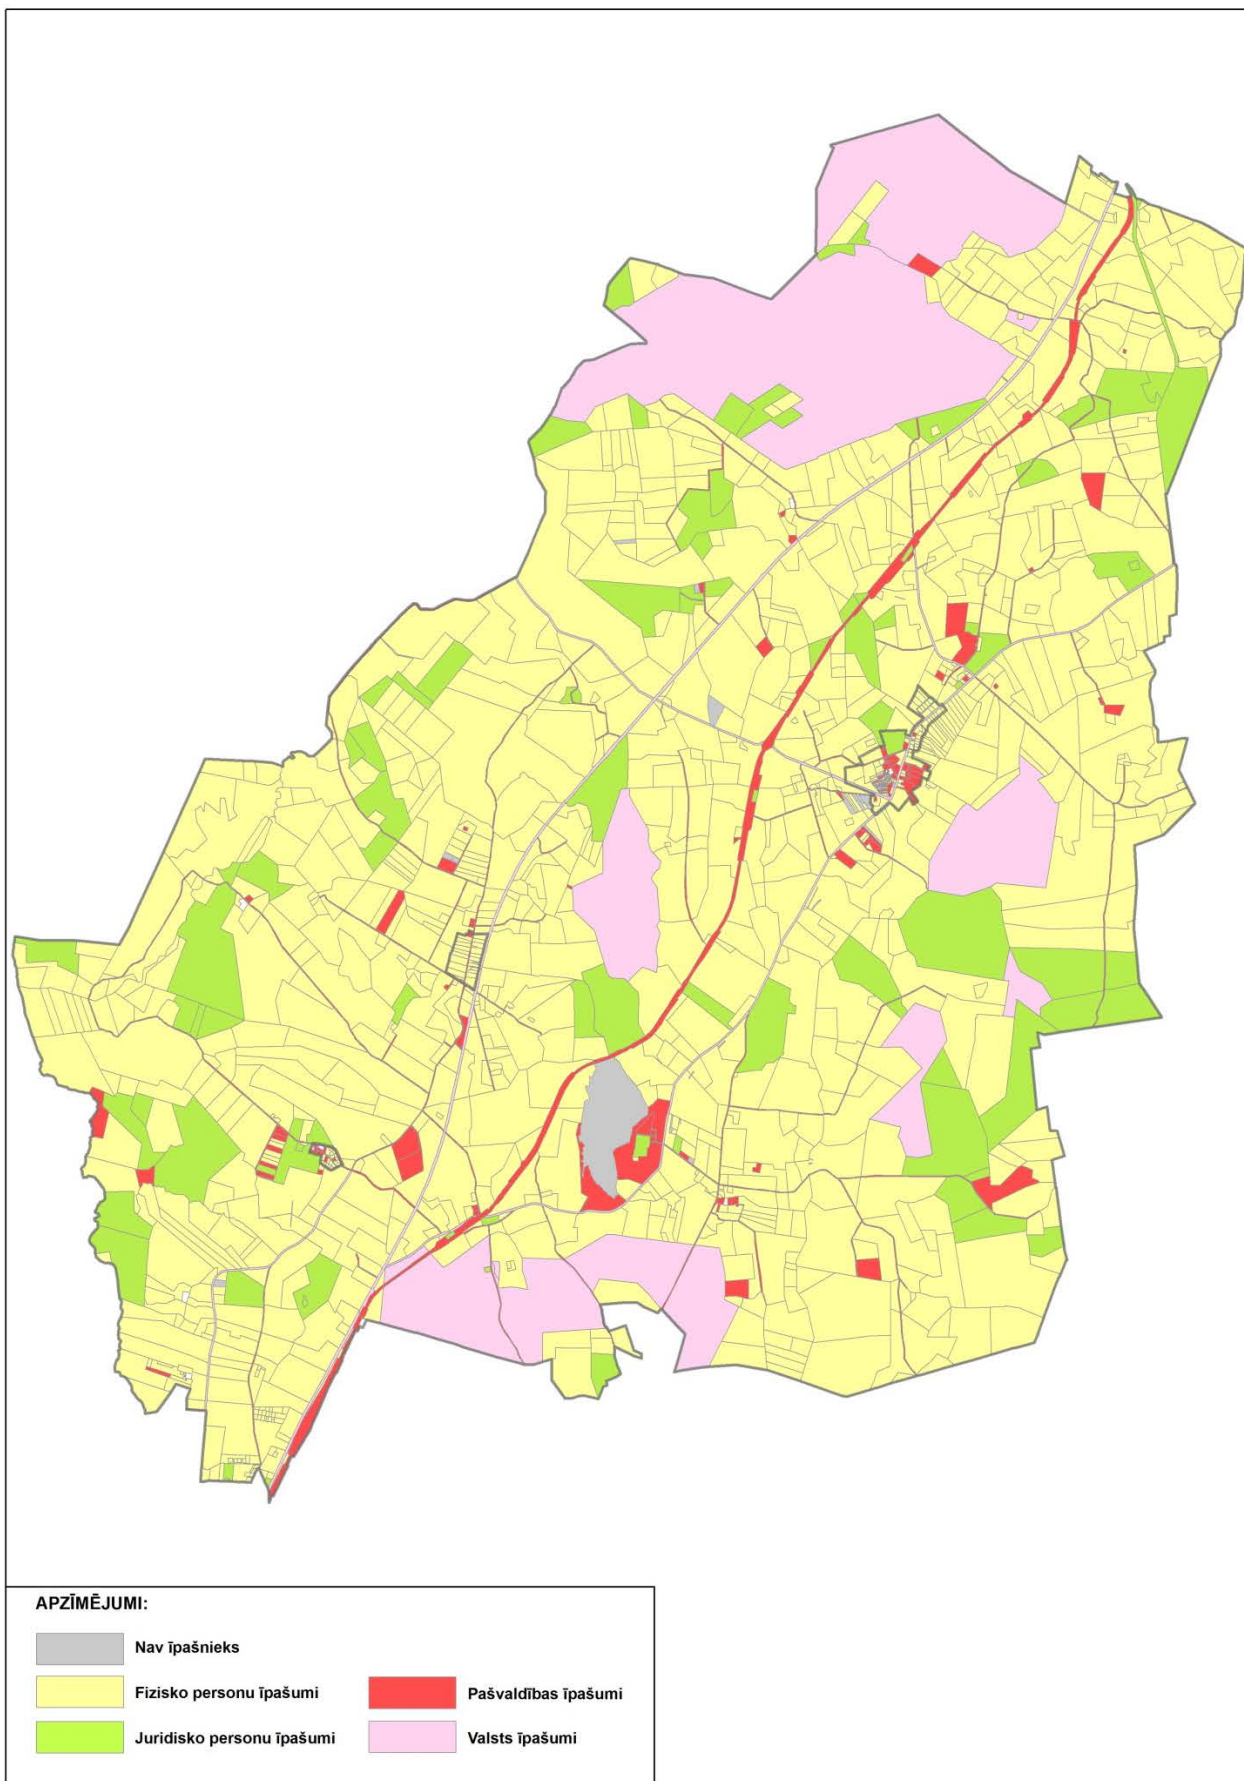 APZĪMĒJUMI:
Nav īpašnieks
Fizisko personu īpašumi
Pašvaldības īpašumi
Juridisko personu īpašumi
Valsts īpašumi